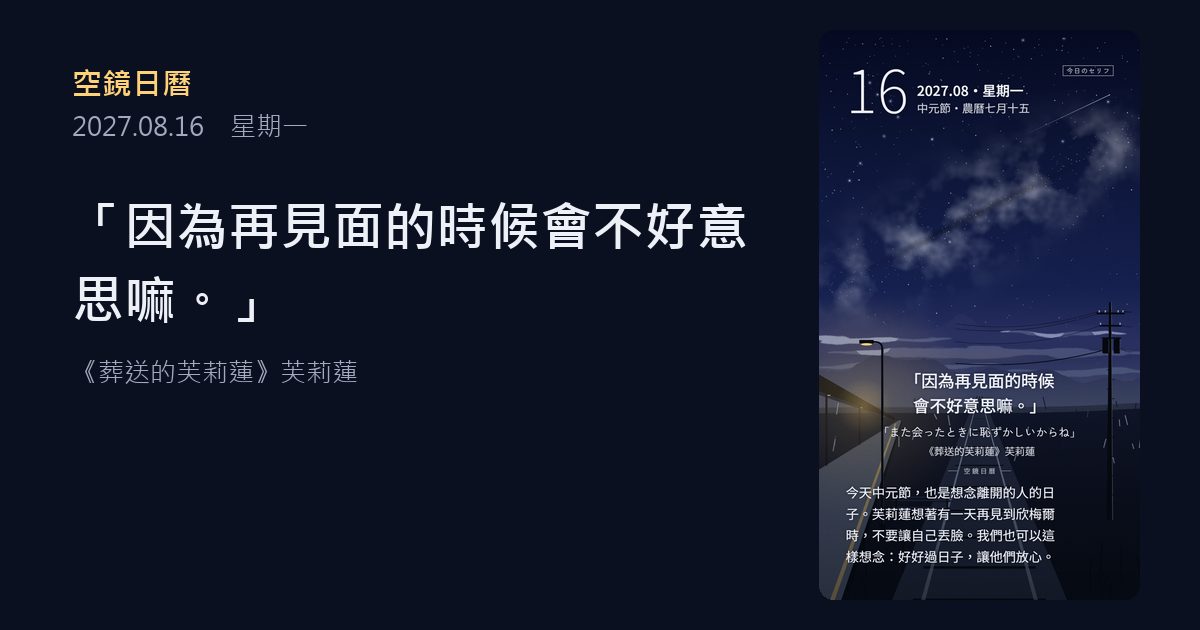 空鏡日曆
2027.08.16 星期一
「因為再見面的時候會不好意
思嘛。」
《葬送的芙莉蓮》芙莉蓮
16
2027.08・星期一
中元節・農曆七月十五
今日のセリフ
「因為再見面的時候
會不好意思嘛。」
「また会ったときに恥ずかしいからね」
《葬送的芙莉蓮》芙莉蓮
空鏡日曆
今天中元節，也是想念離開的人的日
子。芙莉蓮想著有一天再見到欣梅爾
時，不要讓自己丟臉。我們也可以這
樣想念：好好過日子，讓他們放心。